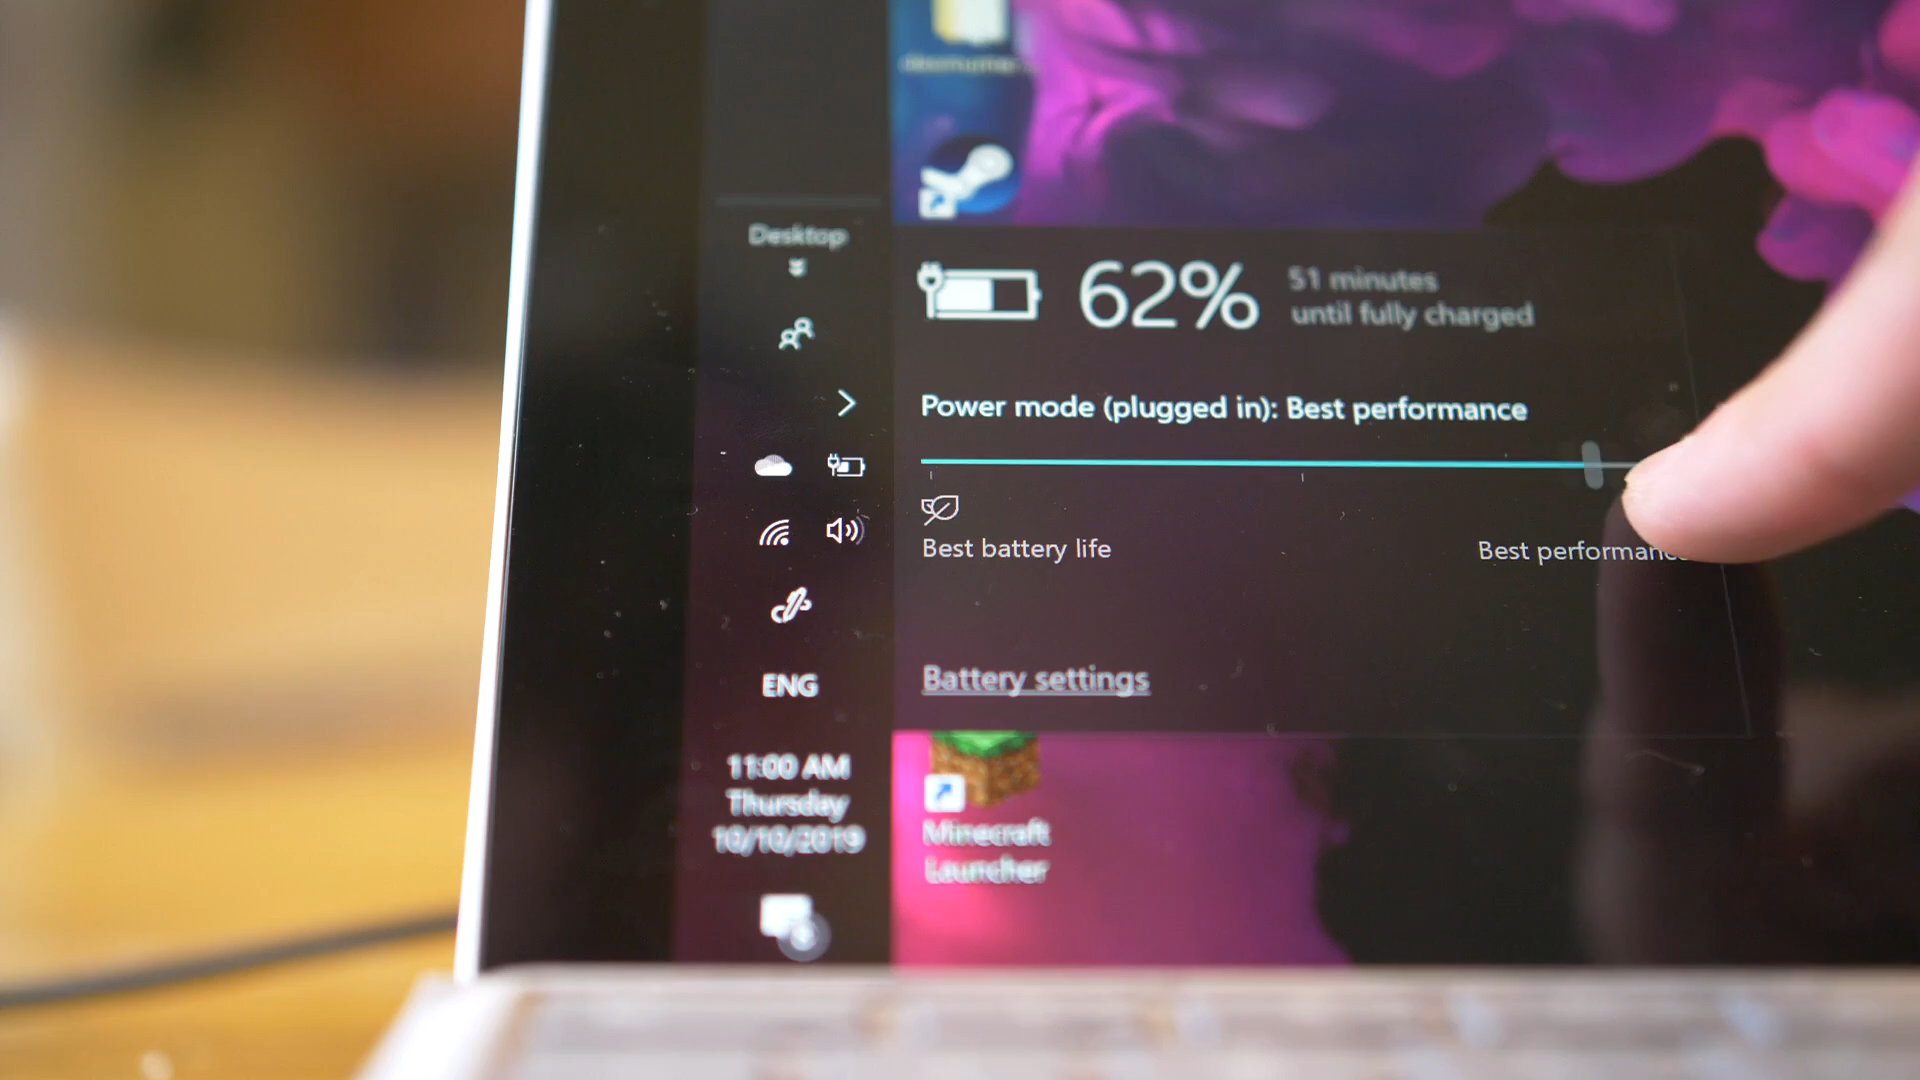 Desktop
62%
51 minutes
until fully charged
Power mode (plugged in): Best performance
Best battery life
Best performance
Battery settings
ENG
11:00 AM
Thursday
10/10/2019
Minecraft
Launcher